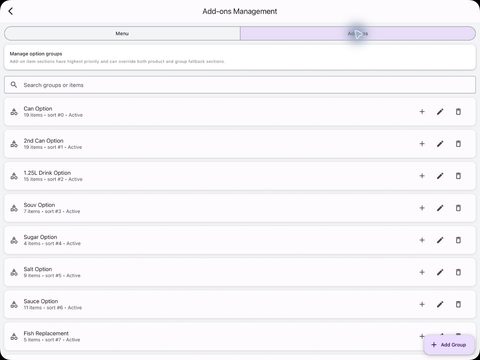 Add-ons Management
Menu
Manage option groups
Add-on item sections have highest priority and can override both product and group fallback sections.
Search groups or items
Can Option
19 items • sort #0 • Active
2nd Can Option
19 items • sort #1 • Active
1.25L Drink Option
15 items • sort #2 • Active
Souv Option
7 items • sort #3 • Active
Sugar Option
4 items • sort #4 • Active
Salt Option
9 items • sort #5 • Active
Sauce Option
11 items • sort #6 • Active
Fish Replacement
5 items • sort #7 • Active
Add Group